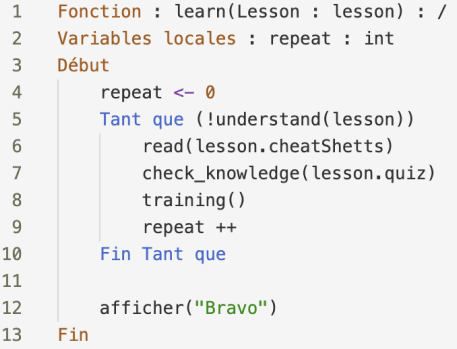 1 Fonction : learn(Lesson : lesson) : /
2 Variables locales : repeat : int
3 Début
4 repeat <- 0
5 Tant que (!understand(lesson))
6 read(lesson.cheatShetts)
7 check_knowledge(lesson.quiz)
8 training()
9 repeat ++
10 Fin Tant que
11
12 afficher("Bravo")
13 Fin